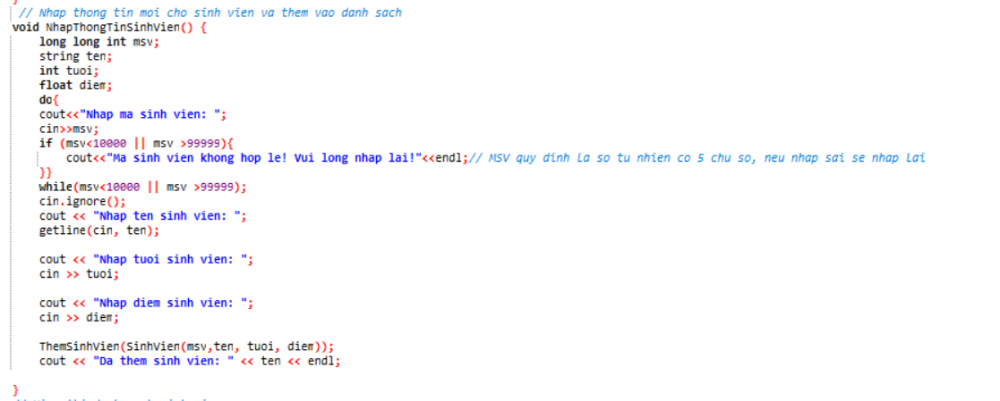 // Nhap thong tin moi cho sinh vien va them vao danh sach
void NhapThongTinSinhVien() {
long long int msv;
string ten;
int tuoi;
float diem;
do{
cout<<"Nhap ma sinh vien: ";
cin>>msv;
if (msv<10000 || msv >99999){
cout<<"Ma sinh vien khong hop le! Vui long nhap lai!"<<endl;// MSV quy dinh la so tu nhien co 5 chu so, neu nhap sai se nhap lai
}}
while(msv<10000 || msv >99999);
cin.ignore();
cout << "Nhap ten sinh vien: ";
getline(cin, ten);
cout << "Nhap tuoi sinh vien: ";
cin >> tuoi;
cout << "Nhap diem sinh vien: ";
cin >> diem;
ThemSinhVien(SinhVien(msv,ten, tuoi, diem));
cout << "Da them sinh vien: " << ten << endl;
}